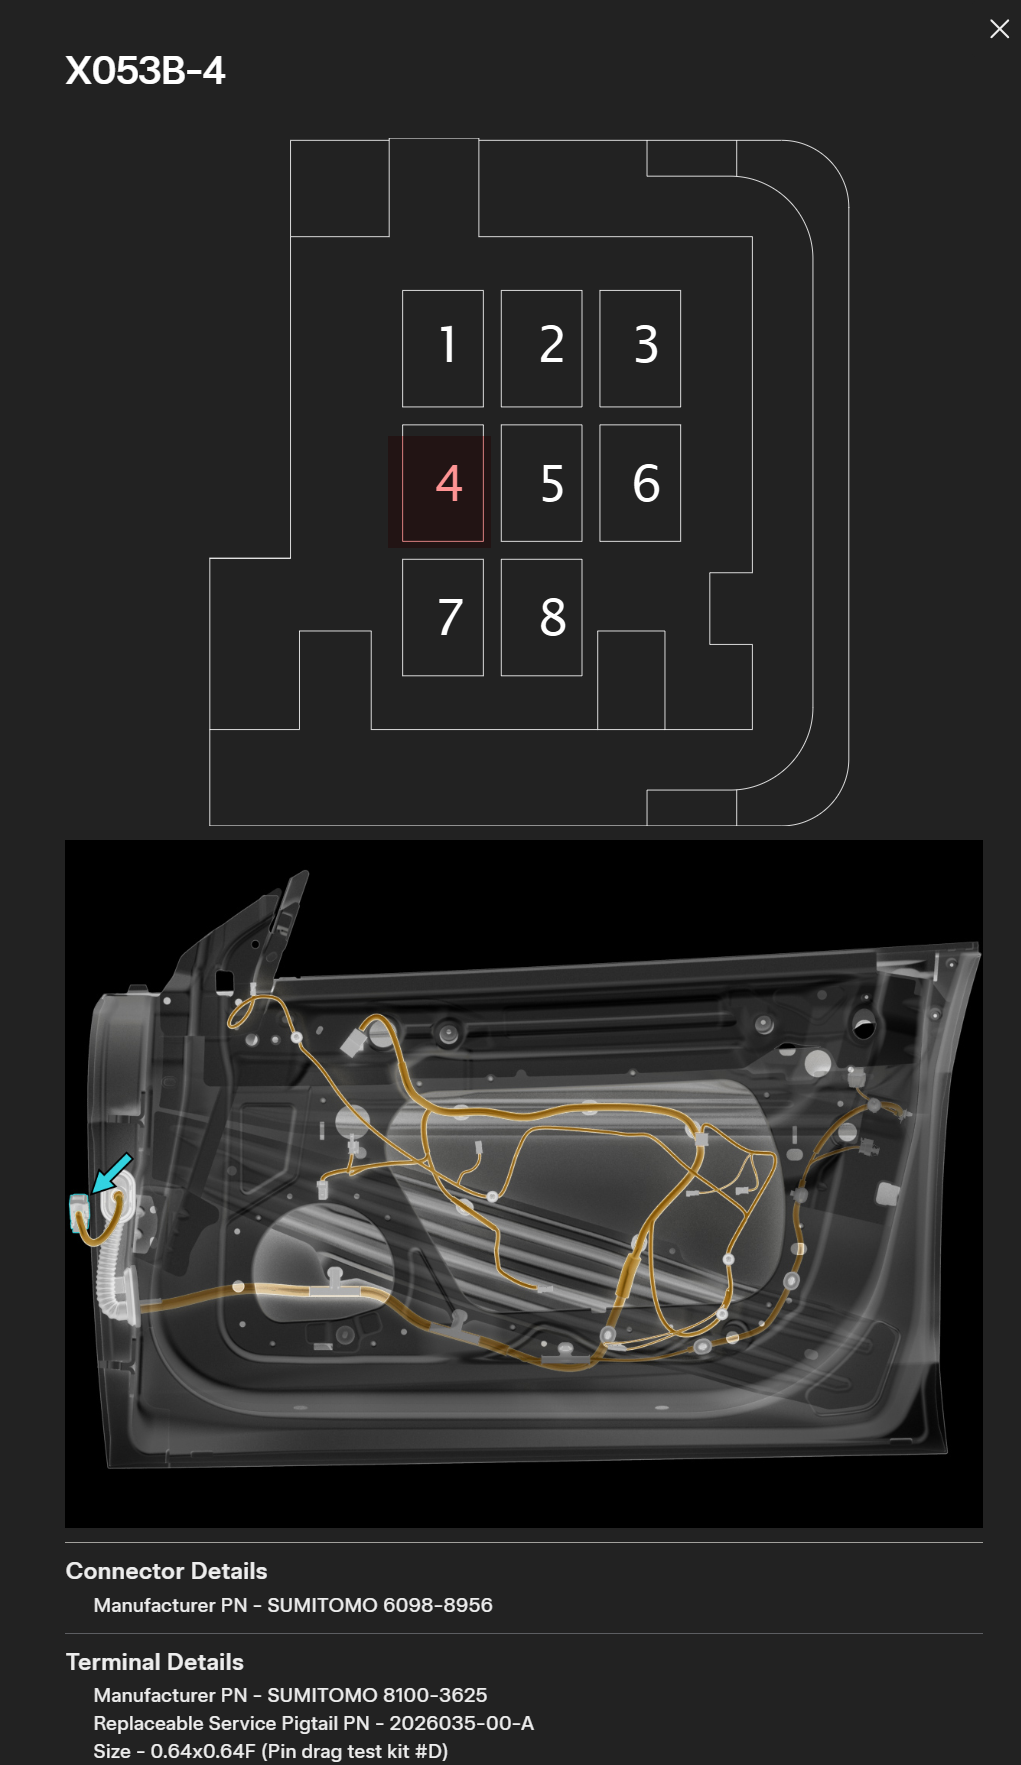 X053B-4
1 2 3
4 5 6
7 8
Connector Details
Manufacturer PN - SUMITOMO 6098-8956
Terminal Details
Manufacturer PN - SUMITOMO 8100-3625
Replaceable Service Pigtail PN - 2026035-00-A
Size - 0.64x0.64F (Pin drag test kit #D)